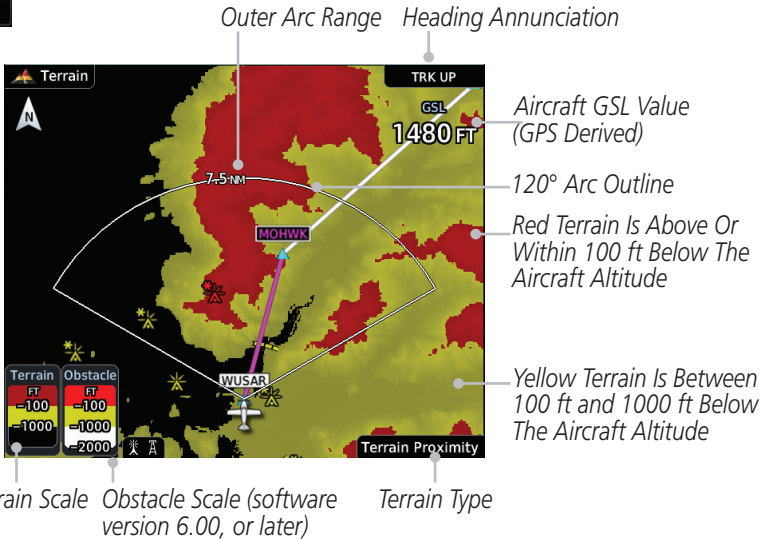 Outer Arc Range
Heading Annunciation
Terrain
TRK UP
N
GSL
1480 FT
Aircraft GSL Value
(GPS Derived)
7.5 NM
120° Arc Outline
MOHWK
Red Terrain Is Above Or
Within 100 ft Below The
Aircraft Altitude
WUSAR
Terrain
FT
-100
-1000
Obstacle
FT
-100
-1000
-2000
Yellow Terrain Is Between
100 ft and 1000 ft Below
The Aircraft Altitude
Terrain Proximity
rain Scale
Obstacle Scale (software
version 6.00, or later)
Terrain Type